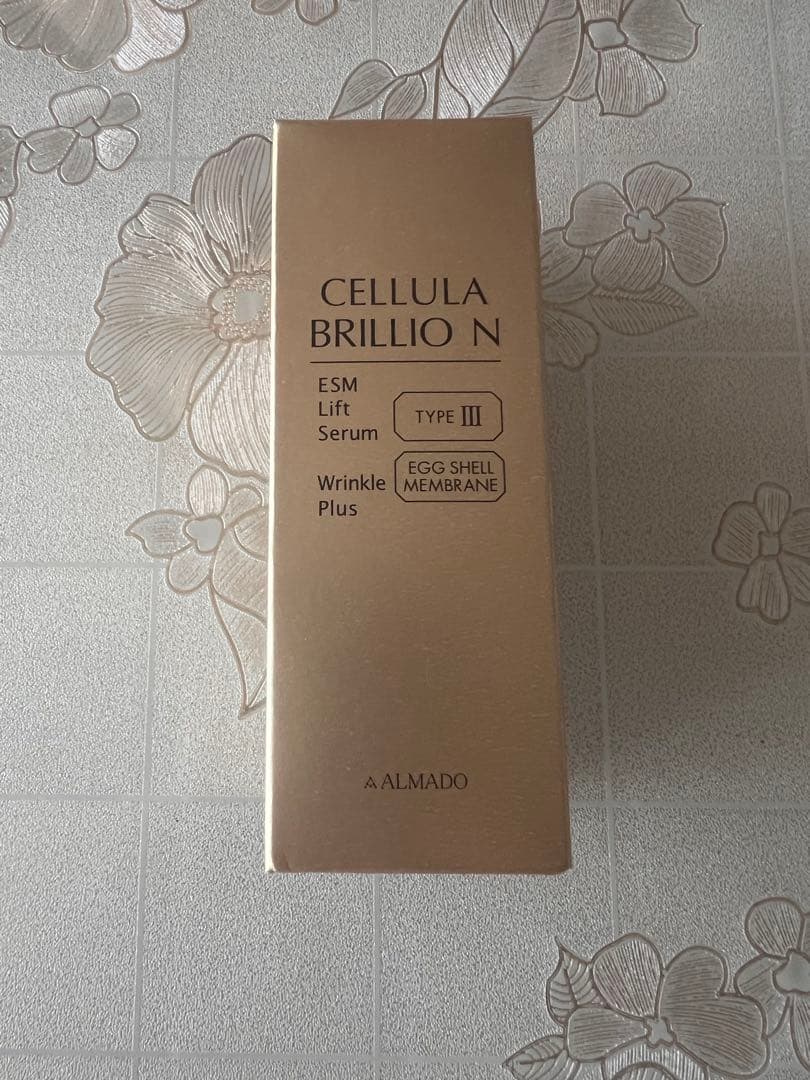 CELLULA
BRILLIO N
ESM
Lift
Serum
TYPE III
Wrinkle
Plus
EGG SHELL
MEMBRANE
ALMADO